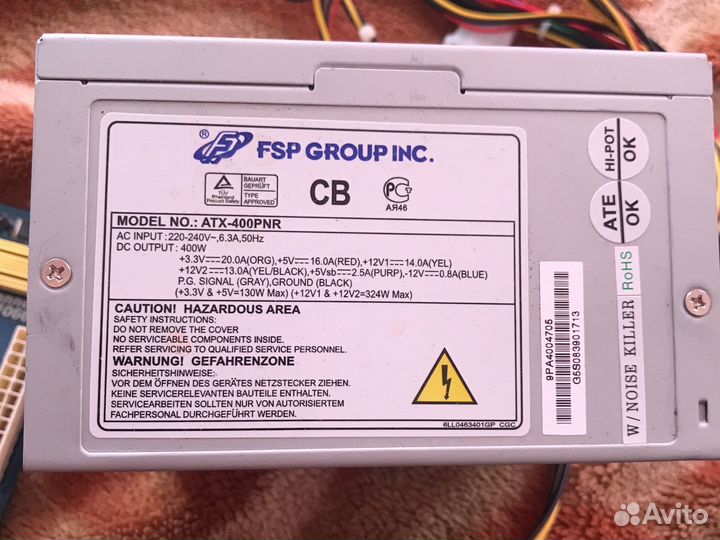 ® FSP GROUP INC.
TÜV Rheinland Product Safety
BAUART GEPRÜFT
TYPE APPROVED
CB
РС
АЯ46
MODEL NO.: ATX-400PNR
AC INPUT: 220-240V~,6.3A,50Hz
DC OUTPUT: 400W
+3.3V⎓20.0A(ORG),+5V⎓16.0A(RED),+12V1⎓14.0A(YEL)
+12V2⎓13.0A(YEL/BLACK),+5Vsb⎓2.5A(PURP),-12V⎓0.8A(BLUE)
P.G. SIGNAL (GRAY),GROUND (BLACK)
(+3.3V & +5V=130W Max) (+12V1 & +12V2=324W Max)
CAUTION! HAZARDOUS AREA
SAFETY INSTRUCTIONS:
DO NOT REMOVE THE COVER
NO SERVICEABLE COMPONENTS INSIDE.
REFER SERVICING TO QUALIFIED SERVICE PERSONNEL.
WARNUNG! GEFAHRENZONE
SICHERHEITSHINWEISE:
VOR DEM ÖFFNEN DES GERÄTES NETZSTECKER ZIEHEN.
KEINE SERVICERELEVANTEN BAUTEILE ENTHALTEN.
SERVICEARBEITEN SOLLTEN NUR VON AUTORISIERTEM
FACHPERSONAL DURCHGEFÜHRT WERDEN.
6LL0463401GP CGC
9PA4004705
G5S083901713
HI-POT OK
ATE OK
W/NOISE KILLER RoHS
Avito